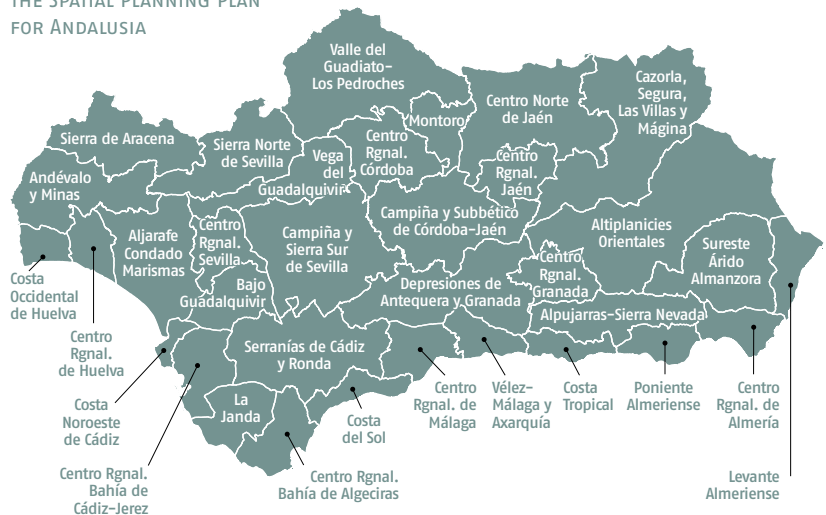 THE SPATIAL PLANNING PLAN
FOR ANDALUSIA
Valle del
Guadiato–
Los Pedroches
Cazorla,
Segura,
Las Villas y
Mágina
Centro Norte
de Jaén
Montoro
Sierra de Aracena
Sierra Norte
de Sevilla
Centro
Rgnal.
Córdoba
Vega
del
Guadalquivir
Centro
Rgnal.
Jaén
Andévalo
y Minas
Campiña y Subbético
de Córdoba–Jaén
Altiplanicies
Orientales
Aljarafe
Condado
Marismas
Centro
Rgnal.
Sevilla
Campiña y
Sierra Sur
de Sevilla
Sureste
Árido
Almanzora
Centro
Rgnal.
Granada
Costa
Occidental
de Huelva
Bajo
Guadalquivir
Depresiones de
Antequera y Granada
Alpujarras–Sierra Nevada
Centro
Rgnal.
de Huelva
Serranías de Cádiz
y Ronda
Costa
Noroeste
de Cádiz
La
Janda
Costa
del Sol
Centro
Rgnal. de
Málaga
Vélez–
Málaga y
Axarquía
Costa
Tropical
Poniente
Almeriense
Centro
Rgnal. de
Almería
Centro Rgnal.
Bahía de
Cádiz–Jerez
Centro Rgnal.
Bahía de Algeciras
Levante
Almeriense